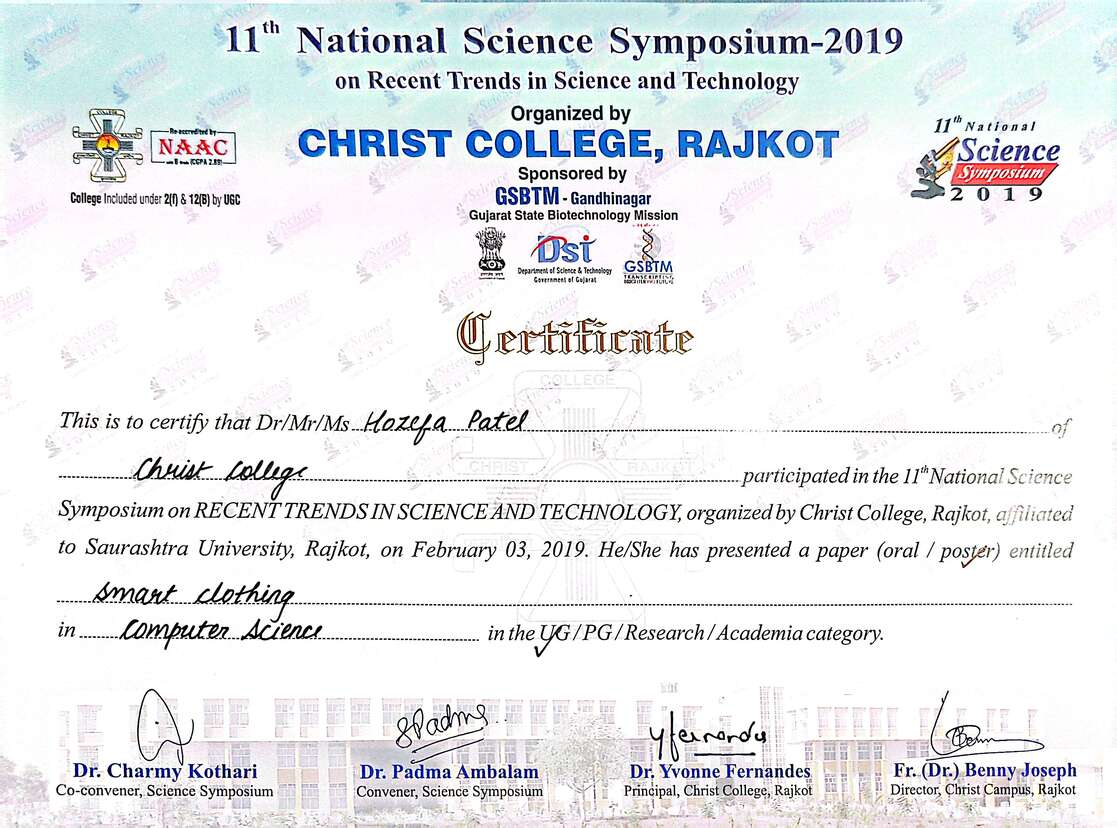 11th National Science Symposium-2019
on Recent Trends in Science and Technology
Organized by
CHRIST COLLEGE, RAJKOT
Sponsored by
GSBTM - Gandhinagar
Gujarat State Biotechnology Mission
Re-accredited by
NAAC
with B Grade (CGPA 2.89)
College Included under 2(f) & 12(B) by UGC
11th National
Science
Symposium
2019
Dst
Department of Science & Technology
Government of Gujarat
GSBTM
Certificate
COLLEGE
CHRIST RAJKOT
This is to certify that Dr/Mr/Ms Hozefa Patel of
Christ College participated in the 11th National Science
Symposium on RECENT TRENDS IN SCIENCE AND TECHNOLOGY, organized by Christ College, Rajkot, affiliated
to Saurashtra University, Rajkot, on February 03, 2019. He/She has presented a paper (oral / poster) entitled
Smart Clothing
in Computer Science in the UG / PG / Research / Academia category.
SPadma
yfernandes
Dr. Charmy Kothari
Co-convener, Science Symposium
Dr. Padma Ambalam
Convener, Science Symposium
Dr. Yvonne Fernandes
Principal, Christ College, Rajkot
Fr. (Dr.) Benny Joseph
Director, Christ Campus, Rajkot